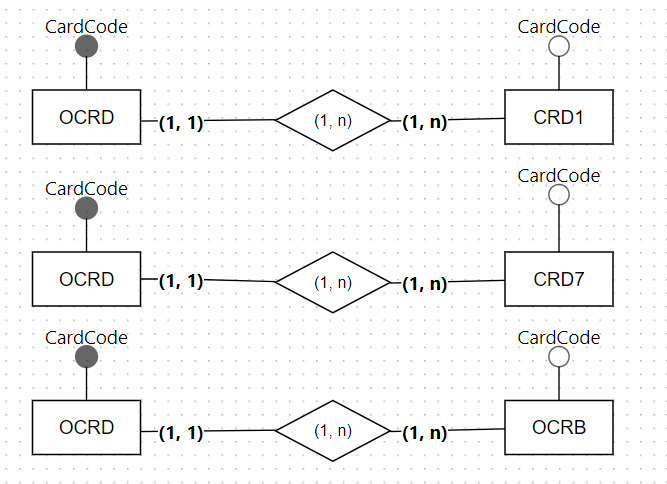 CardCode CardCode
OCRD (1, 1) (1, n) (1, n) CRD1
CardCode CardCode
OCRD (1, 1) (1, n) (1, n) CRD7
CardCode CardCode
OCRD (1, 1) (1, n) (1, n) OCRB